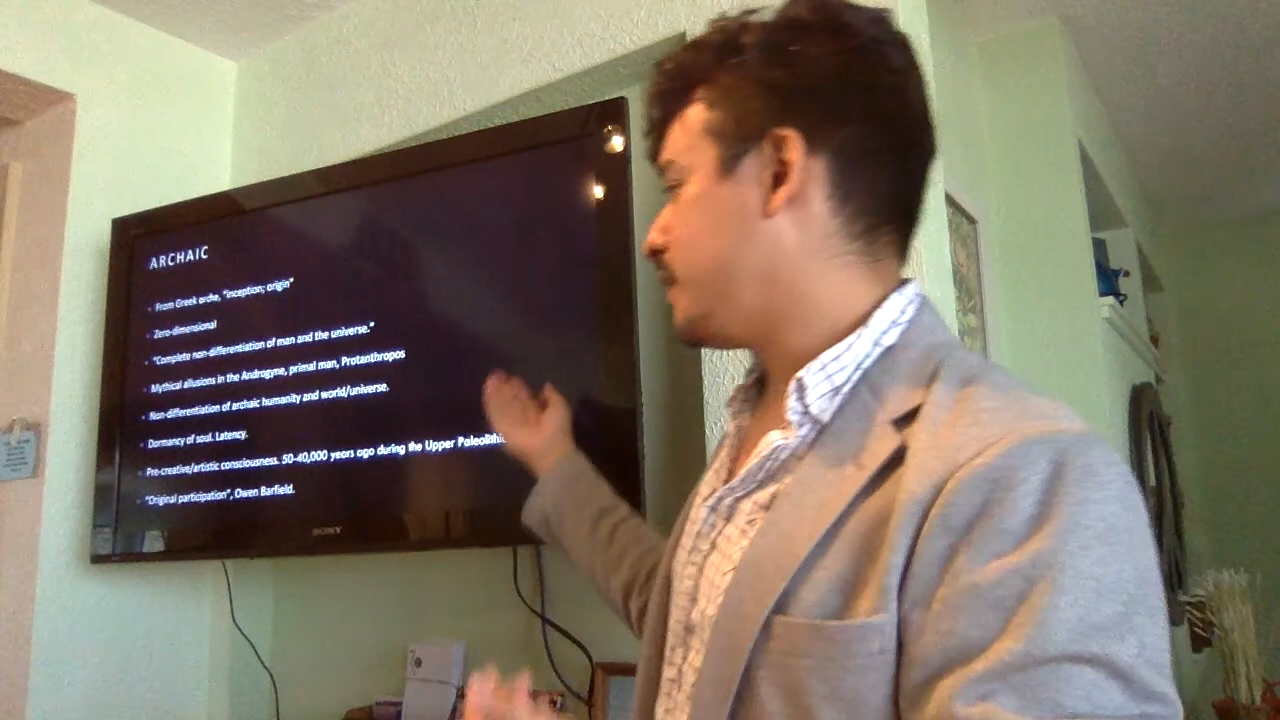 ARCHAIC
From Greek arche, "inception; origin"
Zero-dimensional
"Complete non-differentiation of man and the universe."
Mythical allusions in the Androgyne, primal man, Protanthropos
Non-differentiation of archaic humanity and world/universe.
Dormancy of soul. Latency.
Pre-creative/artistic consciousness. 50-40,000 years ago during the Upper Paleolithic
"Original participation", Owen Barfield.
SONY